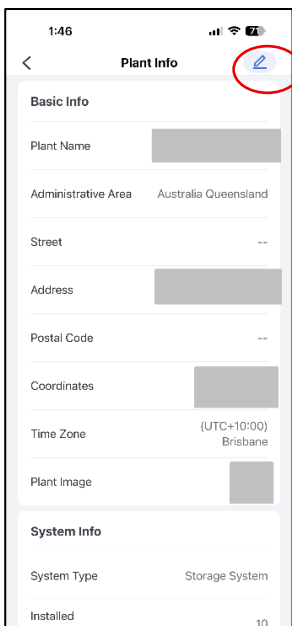 1:46
71
Plant Info
Basic Info
Plant Name
Administrative Area Australia Queensland
Street --
Address
Postal Code --
Coordinates
Time Zone (UTC+10:00)
Brisbane
Plant Image
System Info
System Type Storage System
Installed
10